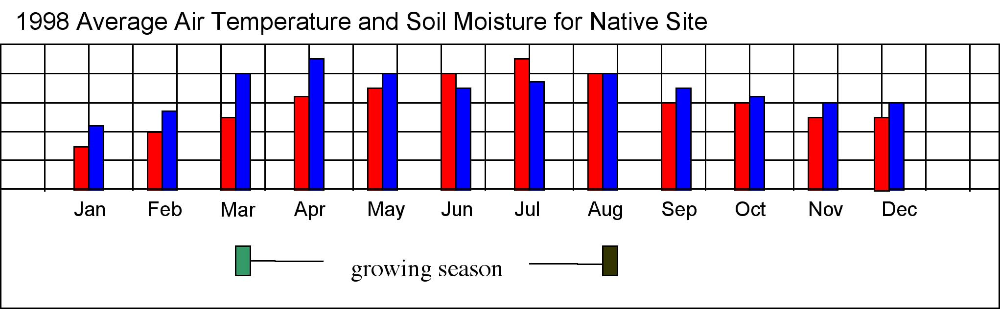 1998 Average Air Temperature and Soil Moisture for Native Site
Jan Feb Mar Apr May Jun Jul Aug Sep Oct Nov Dec
growing season